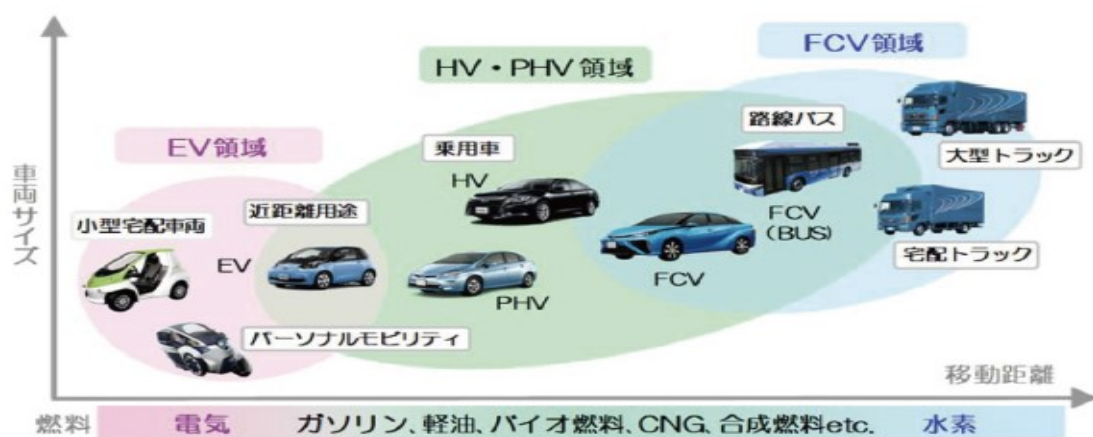 FCV領域
HV・PHV領域
EV領域
車両サイズ
乗用車
HV
路線バス
大型トラック
小型宅配車両
近距離用途
EV
PHV
FCV
FCV
(BUS)
宅配トラック
パーソナルモビリティ
移動距離
燃料
電気
ガソリン、軽油、バイオ燃料、CNG、合成燃料etc.
水素